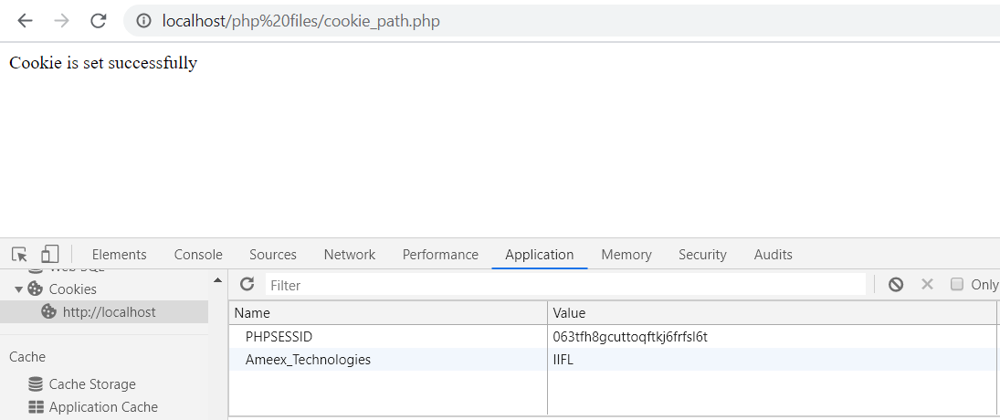 localhost/php%20files/cookie_path.php
Cookie is set successfully
Elements Console Sources Network Performance Application Memory Security Audits
Web SQL
Cookies
http://localhost
Cache
Cache Storage
Application Cache
Filter
Only
Name Value
PHPSESSID 063tfh8gcuttoqftkj6frfsl6t
Ameex_Technologies IIFL